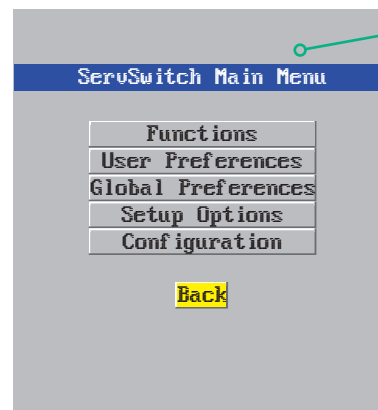 ServSwitch Main Menu
Functions
User Preferences
Global Preferences
Setup Options
Configuration
Back